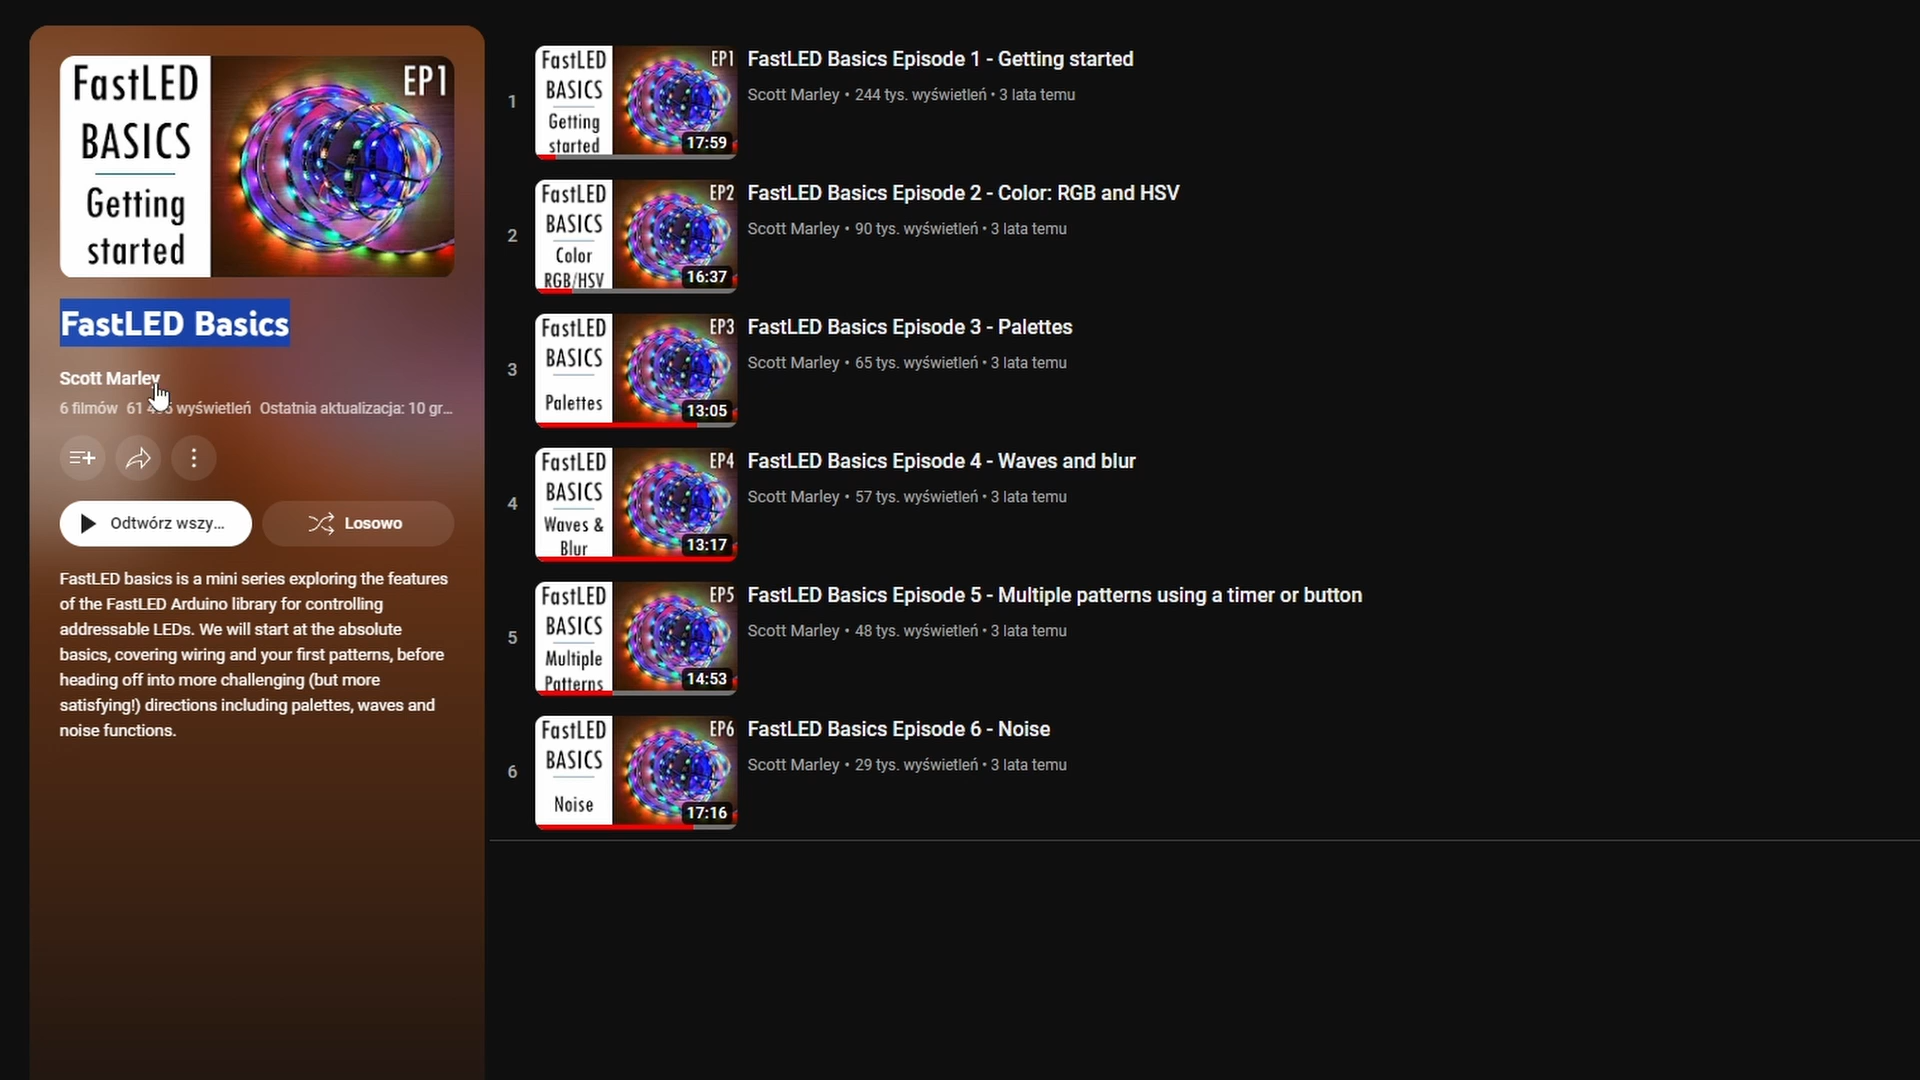 FastLED
BASICS
Getting
started
EP1
FastLED Basics
Scott Marley
6 filmów 61 wyświetleń Ostatnia aktualizacja: 10 gr...
Odtwórz wszy...
Losowo
FastLED basics is a mini series exploring the features
of the FastLED Arduino library for controlling
addressable LEDs. We will start at the absolute
basics, covering wiring and your first patterns, before
heading off into more challenging (but more
satisfying!) directions including palettes, waves and
noise functions.
1
FastLED
BASICS
Getting
started
EP1
17:59
FastLED Basics Episode 1 - Getting started
Scott Marley • 244 tys. wyświetleń • 3 lata temu
2
FastLED
BASICS
Color
RGB/HSV
EP2
16:37
FastLED Basics Episode 2 - Color: RGB and HSV
Scott Marley • 90 tys. wyświetleń • 3 lata temu
3
FastLED
BASICS
Palettes
EP3
13:05
FastLED Basics Episode 3 - Palettes
Scott Marley • 65 tys. wyświetleń • 3 lata temu
4
FastLED
BASICS
Waves &
Blur
EP4
13:17
FastLED Basics Episode 4 - Waves and blur
Scott Marley • 57 tys. wyświetleń • 3 lata temu
5
FastLED
BASICS
Multiple
Patterns
EP5
14:53
FastLED Basics Episode 5 - Multiple patterns using a timer or button
Scott Marley • 48 tys. wyświetleń • 3 lata temu
6
FastLED
BASICS
Noise
EP6
17:16
FastLED Basics Episode 6 - Noise
Scott Marley • 29 tys. wyświetleń • 3 lata temu